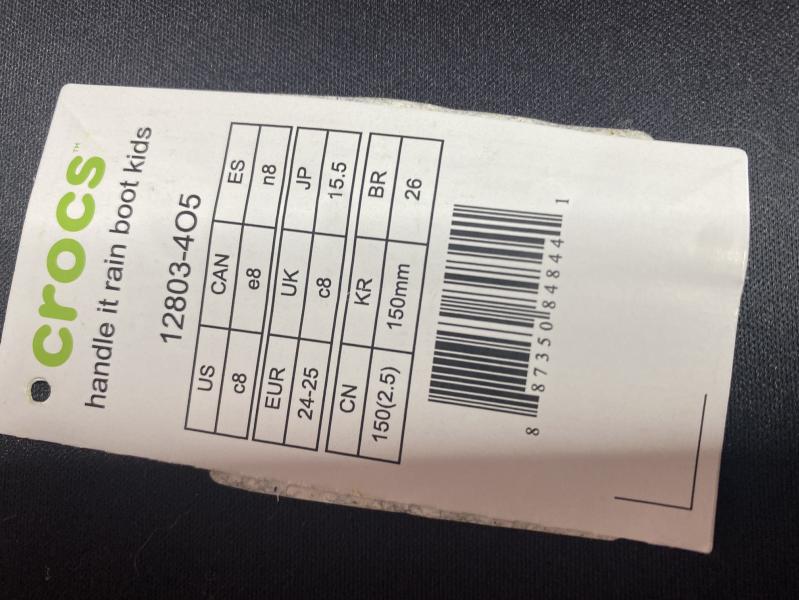 crocs™
handle it rain boot kids
12803-4O5
US CAN ES
c8 e8 n8
EUR UK JP
24-25 c8 15.5
CN KR BR
150(2.5) 150mm 26
8 87350 84844 1